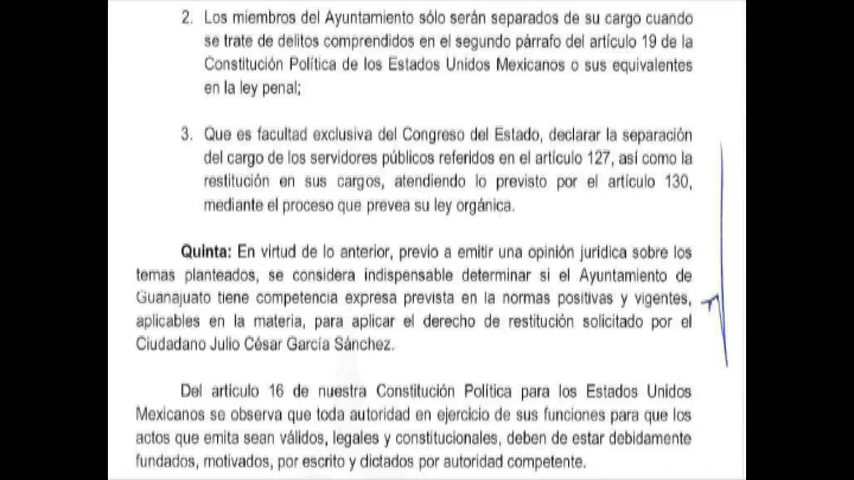 2. Los miembros del Ayuntamiento sólo serán separados de su cargo cuando
se trate de delitos comprendidos en el segundo párrafo del artículo 19 de la
Constitución Política de los Estados Unidos Mexicanos o sus equivalentes
en la ley penal;
3. Que es facultad exclusiva del Congreso del Estado, declarar la separación
del cargo de los servidores públicos referidos en el artículo 127, así como la
restitución en sus cargos, atendiendo lo previsto por el artículo 130,
mediante el proceso que prevea su ley orgánica.
Quinta: En virtud de lo anterior, previo a emitir una opinión jurídica sobre los
temas planteados, se considera indispensable determinar si el Ayuntamiento de
Guanajuato tiene competencia expresa prevista en la normas positivas y vigentes,
aplicables en la materia, para aplicar el derecho de restitución solicitado por el
Ciudadano Julio César García Sánchez.
Del artículo 16 de nuestra Constitución Política para los Estados Unidos
Mexicanos se observa que toda autoridad en ejercicio de sus funciones para que los
actos que emita sean válidos, legales y constitucionales, deben de estar debidamente
fundados, motivados, por escrito y dictados por autoridad competente.